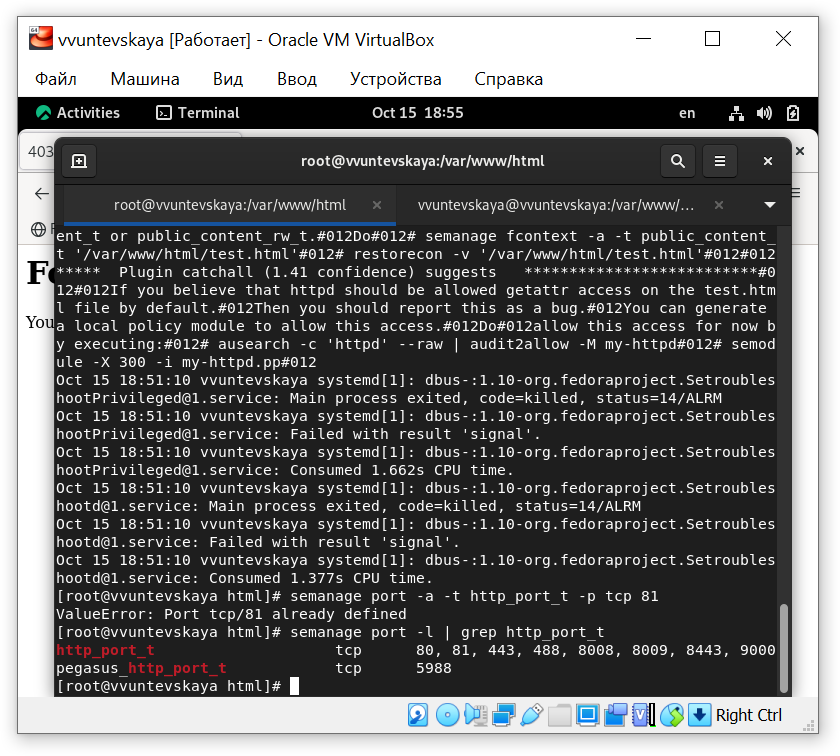 vvuntevskaya [Работает] - Oracle VM VirtualBox
Файл Машина Вид Ввод Устройства Справка
Activities Terminal Oct 15 18:55 en
403
root@vvuntevskaya:/var/www/html
root@vvuntevskaya:/var/www/html vvuntevskaya@vvuntevskaya:/var/www/...
F
Fo
You
ent_t or public_content_rw_t.#012Do#012# semanage fcontext -a -t public_content_
t '/var/www/html/test.html'#012# restorecon -v '/var/www/html/test.html'#012#012
*****  Plugin catchall (1.41 confidence) suggests   **************************#0
12#012If you believe that httpd should be allowed getattr access on the test.htm
l file by default.#012Then you should report this as a bug.#012You can generate
a local policy module to allow this access.#012Do#012allow this access for now b
y executing:#012# ausearch -c 'httpd' --raw | audit2allow -M my-httpd#012# semod
ule -X 300 -i my-httpd.pp#012
Oct 15 18:51:10 vvuntevskaya systemd[1]: dbus-:1.10-org.fedoraproject.Setroubles
hootPrivileged@1.service: Main process exited, code=killed, status=14/ALRM
Oct 15 18:51:10 vvuntevskaya systemd[1]: dbus-:1.10-org.fedoraproject.Setroubles
hootPrivileged@1.service: Failed with result 'signal'.
Oct 15 18:51:10 vvuntevskaya systemd[1]: dbus-:1.10-org.fedoraproject.Setroubles
hootPrivileged@1.service: Consumed 1.662s CPU time.
Oct 15 18:51:10 vvuntevskaya systemd[1]: dbus-:1.10-org.fedoraproject.Setroubles
hootd@1.service: Main process exited, code=killed, status=14/ALRM
Oct 15 18:51:10 vvuntevskaya systemd[1]: dbus-:1.10-org.fedoraproject.Setroubles
hootd@1.service: Failed with result 'signal'.
Oct 15 18:51:10 vvuntevskaya systemd[1]: dbus-:1.10-org.fedoraproject.Setroubles
hootd@1.service: Consumed 1.377s CPU time.
[root@vvuntevskaya html]# semanage port -a -t http_port_t -p tcp 81
ValueError: Port tcp/81 already defined
[root@vvuntevskaya html]# semanage port -l | grep http_port_t
http_port_t                    tcp      80, 81, 443, 488, 8008, 8009, 8443, 9000
pegasus_http_port_t            tcp      5988
[root@vvuntevskaya html]#
Right Ctrl